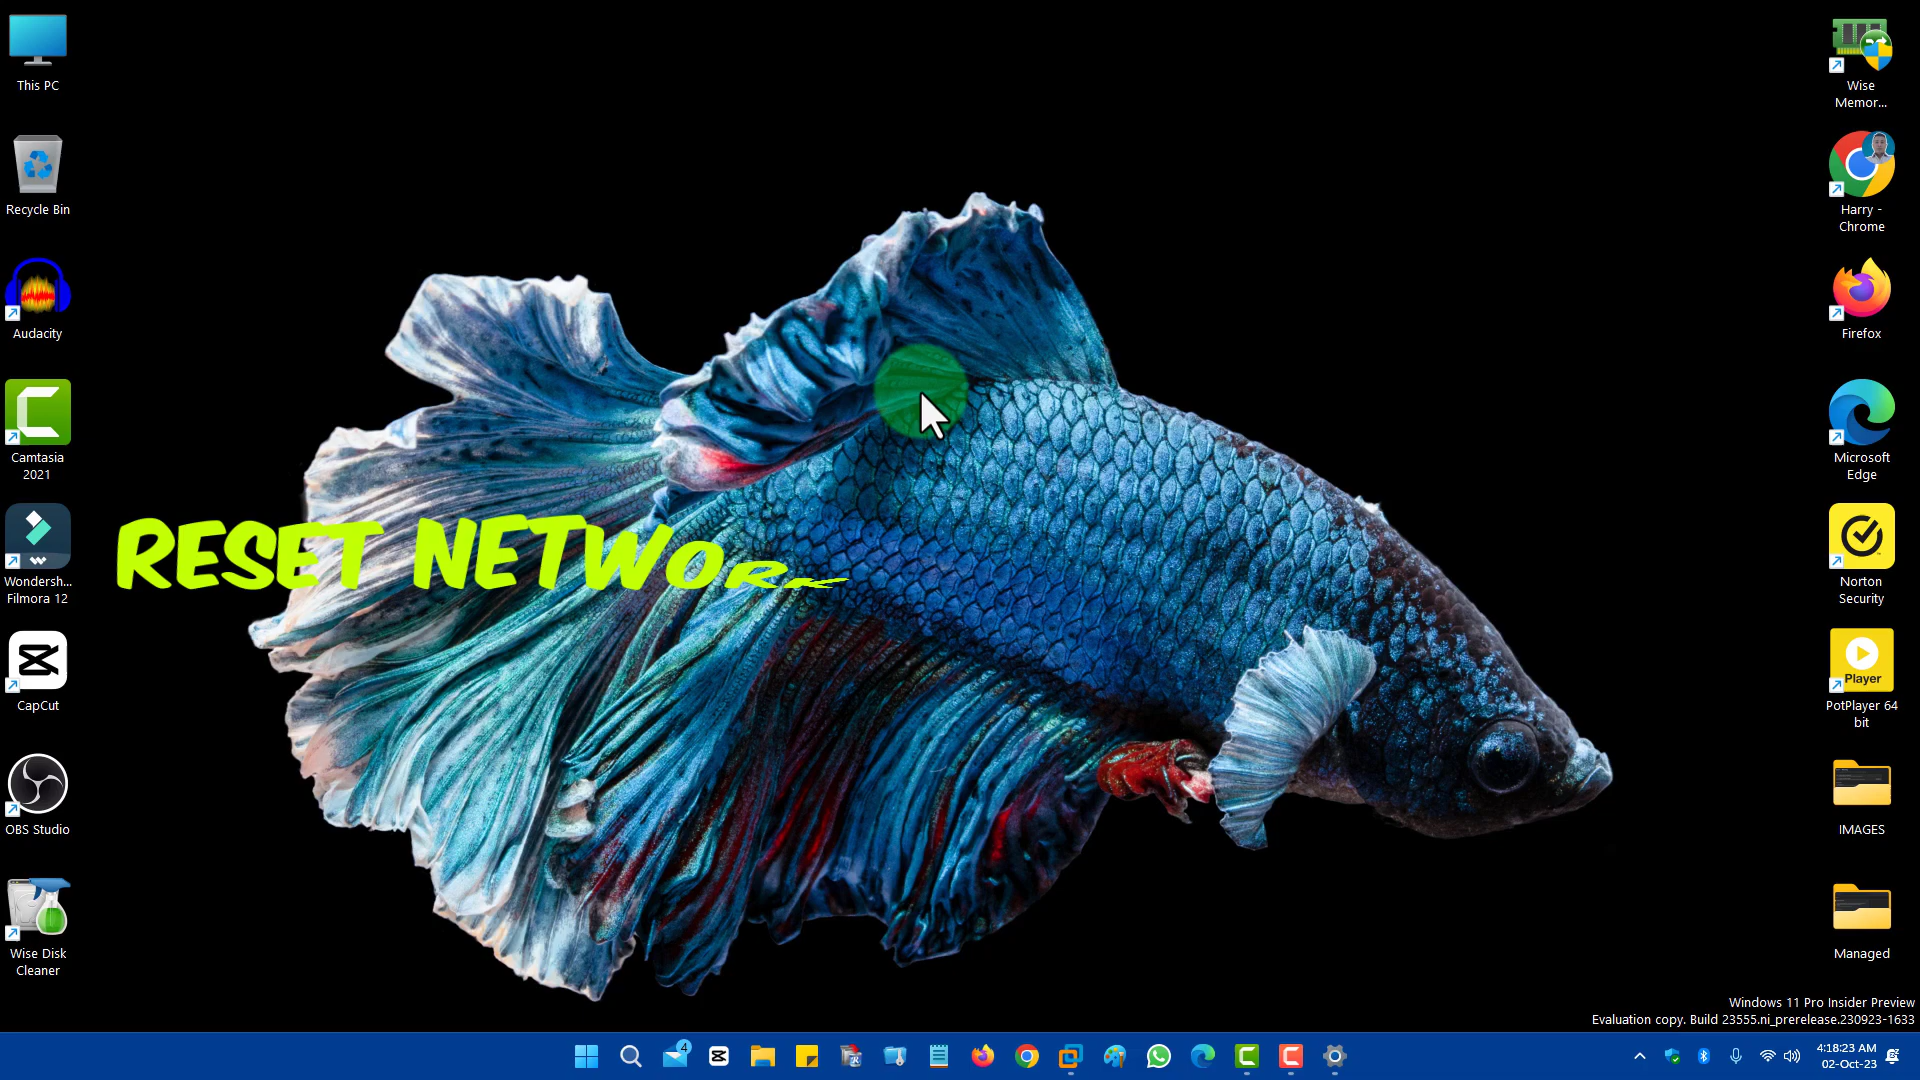 This PC
Recycle Bin
Audacity
Camtasia
2021
Wondersh...
Filmora 12
CapCut
OBS Studio
Wise Disk
Cleaner
RESET NETWORK
Wise
Memor...
Harry -
Chrome
Firefox
Microsoft
Edge
Norton
Security
Player
PotPlayer 64
bit
IMAGES
Managed
Windows 11 Pro Insider Preview
Evaluation copy. Build 23555.ni_prerelease.230923-1633
4
4:18:23 AM
02-Oct-23